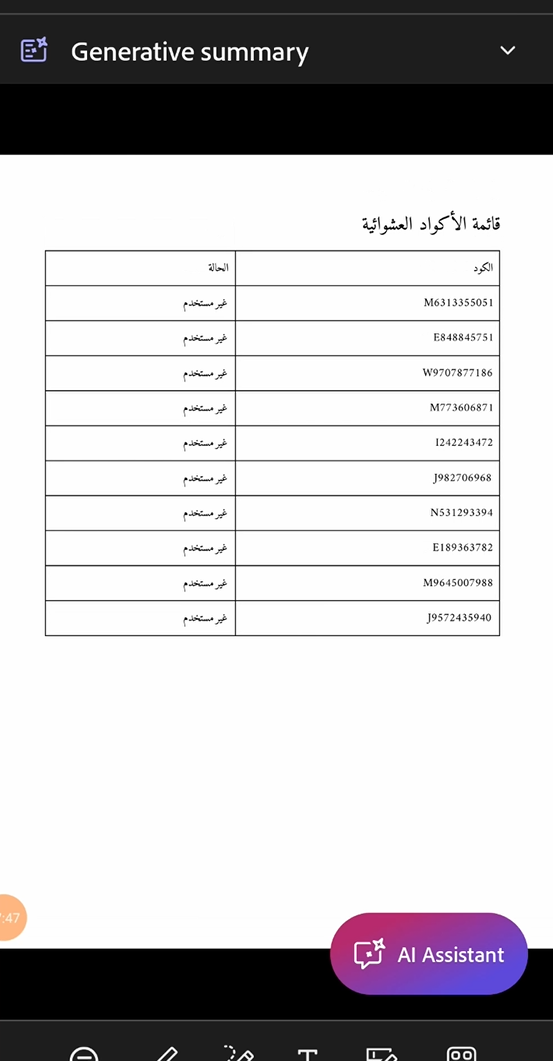 Generative summary
قائمة الأكواد العشوائية
الكود الحالة
M6313355051 غير مستخدم
E848845751 غير مستخدم
W9707877186 غير مستخدم
M773606871 غير مستخدم
I242243472 غير مستخدم
J982706968 غير مستخدم
N531293394 غير مستخدم
E189363782 غير مستخدم
M9645007988 غير مستخدم
J9572435940 غير مستخدم
:47
AI Assistant